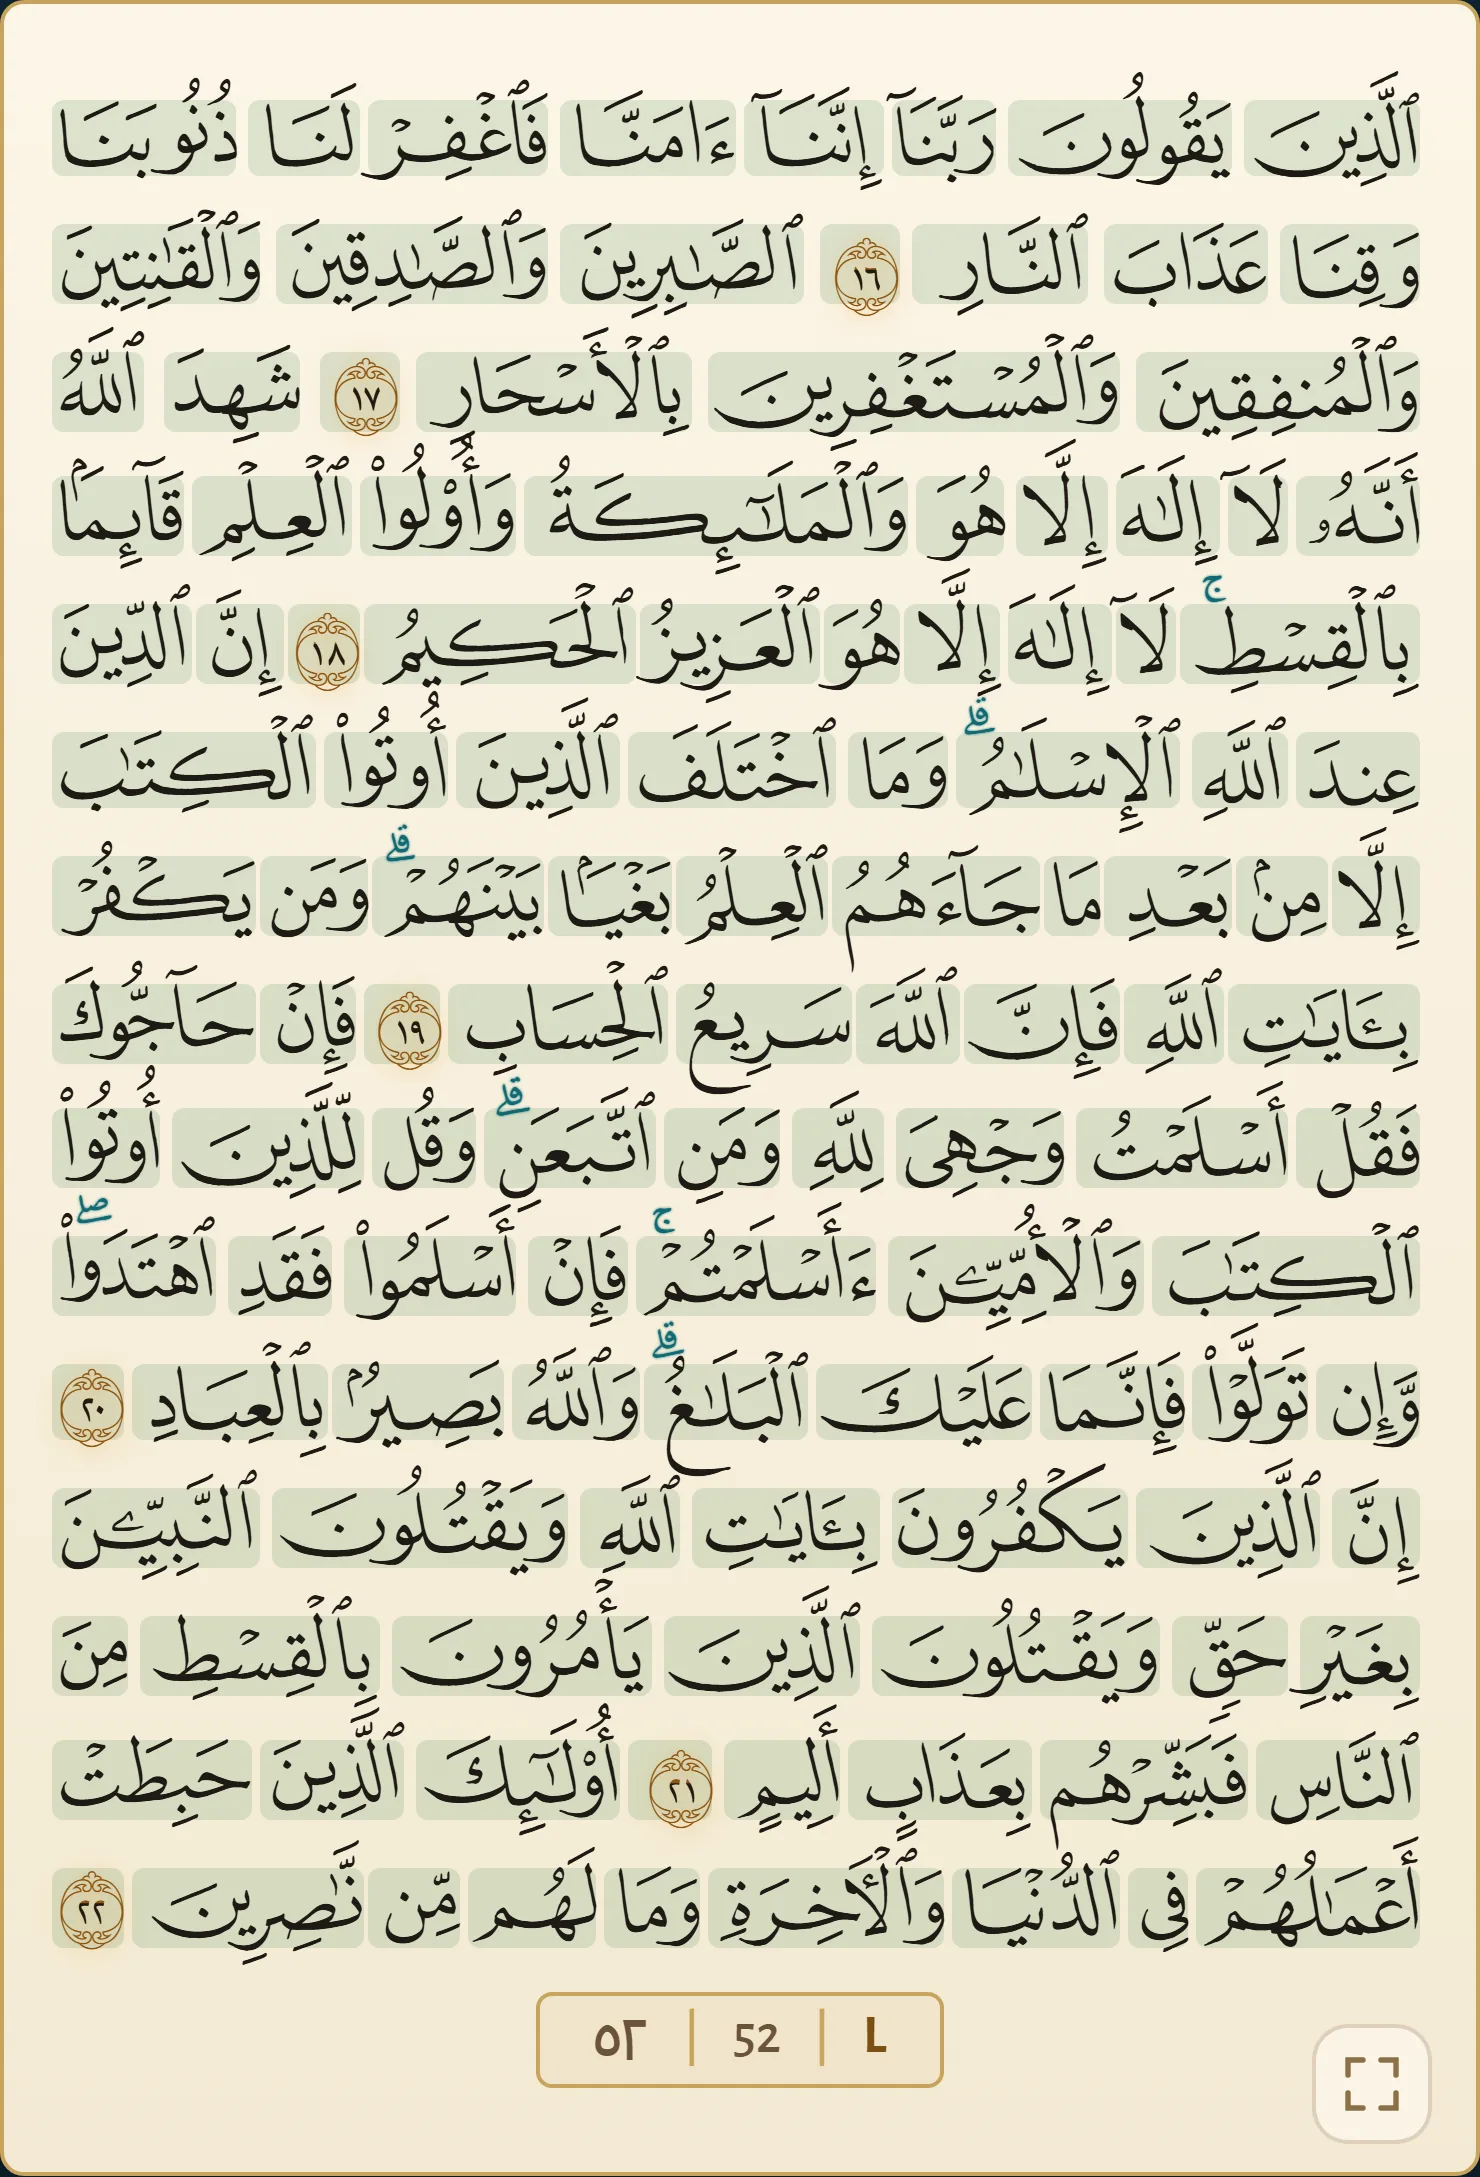 ٱلَّذِينَ يَقُولُونَ رَبَّنَآ إِنَّنَآ ءَامَنَّا فَٱغْفِرْ لَنَا ذُنُوبَنَا
وَقِنَا عَذَابَ ٱلنَّارِ ١٦ ٱلصَّـٰبِرِينَ وَٱلصَّـٰدِقِينَ وَٱلْقَـٰنِتِينَ
وَٱلْمُنفِقِينَ وَٱلْمُسْتَغْفِرِينَ بِٱلْأَسْحَارِ ١٧ شَهِدَ ٱللَّهُ
أَنَّهُۥ لَآ إِلَـٰهَ إِلَّا هُوَ وَٱلْمَلَـٰٓئِكَةُ وَأُو۟لُوا۟ ٱلْعِلْمِ قَآئِمَۢا
بِٱلْقِسْطِ ۚ لَآ إِلَـٰهَ إِلَّا هُوَ ٱلْعَزِيزُ ٱلْحَكِيمُ ١٨ إِنَّ ٱلدِّينَ
عِندَ ٱللَّهِ ٱلْإِسْلَـٰمُ ۗ وَمَا ٱخْتَلَفَ ٱلَّذِينَ أُوتُوا۟ ٱلْكِتَـٰبَ
إِلَّا مِنۢ بَعْدِ مَا جَآءَهُمُ ٱلْعِلْمُ بَغْيَۢا بَيْنَهُمْ ۗ وَمَن يَكْفُرْ
بِـَٔايَـٰتِ ٱللَّهِ فَإِنَّ ٱللَّهَ سَرِيعُ ٱلْحِسَابِ ١٩ فَإِنْ حَآجُّوكَ
فَقُلْ أَسْلَمْتُ وَجْهِىَ لِلَّهِ وَمَنِ ٱتَّبَعَنِ ۗ وَقُل لِّلَّذِينَ أُوتُوا۟
ٱلْكِتَـٰبَ وَٱلْأُمِّيِّـۧنَ ءَأَسْلَمْتُمْ ۚ فَإِنْ أَسْلَمُوا۟ فَقَدِ ٱهْتَدَوا۟ ۖ
وَّإِن تَوَلَّوْا۟ فَإِنَّمَا عَلَيْكَ ٱلْبَلَـٰغُ ۗ وَٱللَّهُ بَصِيرُۢ بِٱلْعِبَادِ ٢٠
إِنَّ ٱلَّذِينَ يَكْفُرُونَ بِـَٔايَـٰتِ ٱللَّهِ وَيَقْتُلُونَ ٱلنَّبِيِّـۧنَ
بِغَيْرِ حَقٍّ وَيَقْتُلُونَ ٱلَّذِينَ يَأْمُرُونَ بِٱلْقِسْطِ مِنَ
ٱلنَّاسِ فَبَشِّرْهُم بِعَذَابٍ أَلِيمٍ ٢١ أُو۟لَـٰٓئِكَ ٱلَّذِينَ حَبِطَتْ
أَعْمَـٰلُهُمْ فِى ٱلدُّنْيَا وَٱلْـَٔاخِرَةِ وَمَا لَهُم مِّن نَّـٰصِرِينَ ٢٢
٥٢ | 52 | L